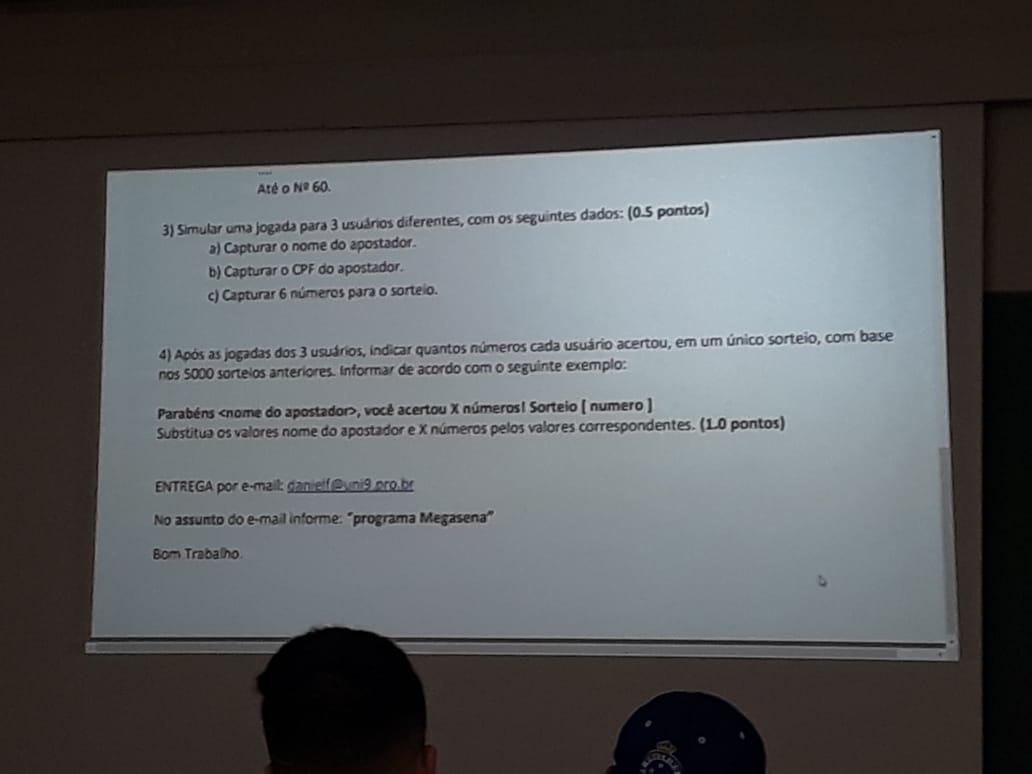 Até o Nº 60.
3) Simular uma jogada para 3 usuários diferentes, com os seguintes dados: (0.5 pontos)
a) Capturar o nome do apostador.
b) Capturar o CPF do apostador.
c) Capturar 6 números para o sorteio.
4) Após as jogadas dos 3 usuários, indicar quantos números cada usuário acertou, em um único sorteio, com base
nos 5000 sorteios anteriores. Informar de acordo com o seguinte exemplo:
Parabéns <nome do apostador>, você acertou X números! Sorteio [ numero ]
Substitua os valores nome do apostador e X números pelos valores correspondentes. (1.0 pontos)
ENTREGA por e-mail: danielf@uni9.pro.br
No assunto do e-mail informe: "programa Megasena"
Bom Trabalho.